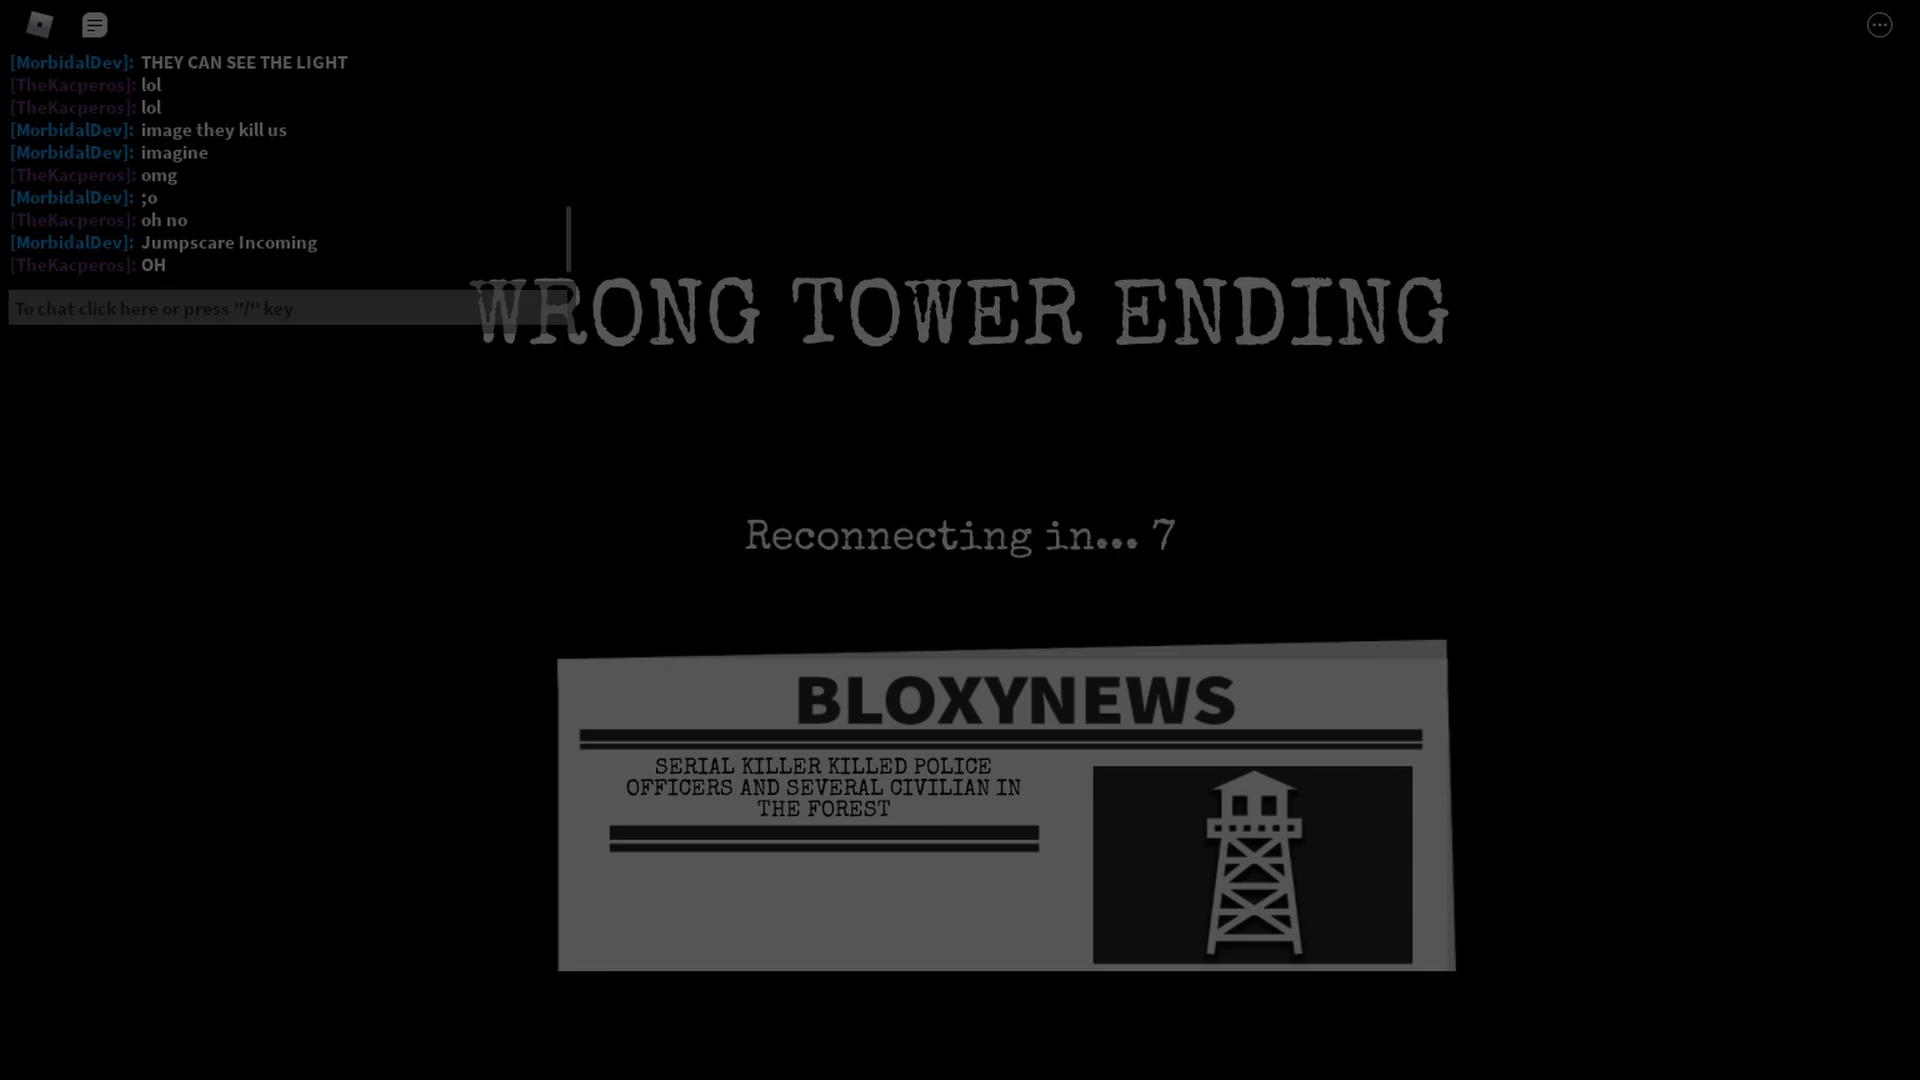 [MorbidalDev]: THEY CAN SEE THE LIGHT
[TheKacperos]: lol
[TheKacperos]: lol
[MorbidalDev]: image they kill us
[MorbidalDev]: imagine
[TheKacperos]: omg
[MorbidalDev]: ;o
[TheKacperos]: oh no
[MorbidalDev]: Jumpscare Incoming
[TheKacperos]: OH
To chat click here or press "/" key
WRONG TOWER ENDING
Reconnecting in... 7
BLOXYNEWS
SERIAL KILLER KILLED POLICE
OFFICERS AND SEVERAL CIVILIAN IN
THE FOREST